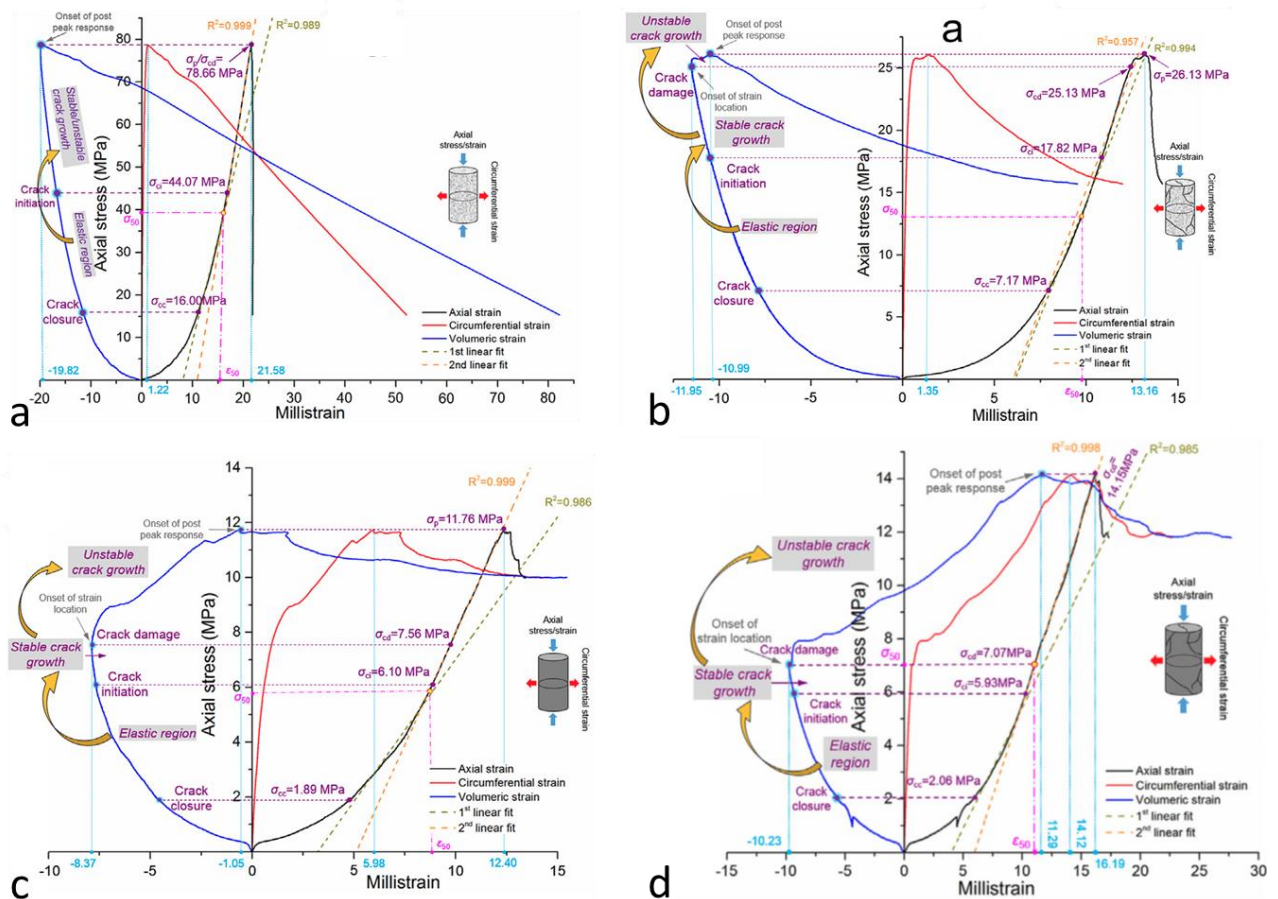 a
Onset of post
peak response
R²=0.999
R²=0.989
σp/σcd=
78.66 MPa
Stable/unstable
crack growth
Crack
initiation
σci=44.07 MPa
σ50
Elastic region
σcc=16.00MPa
Crack
closure
Axial stress (MPa)
80
70
60
50
40
30
20
10
Axial
stress/strain
Circumferential
strain
Axial strain
Circumferential strain
Volumeric strain
1st linear fit
2nd linear fit
-19.82
1.22
ε50
21.58
-20
-10
0
10
20
30
40
50
60
70
80
Millistrain
a
b
Unstable
crack growth
Onset of post
peak response
R²=0.957
R²=0.994
σp=26.13 MPa
Crack
damage
Onset of strain
location
σcd=25.13 MPa
Stable crack
growth
σci=17.82 MPa
Crack
initiation
σ50
Elastic region
σcc=7.17 MPa
Crack
closure
Axial stress (MPa)
25
20
15
10
5
Axial
stress/strain
Circumferential
strain
Axial strain
Circumferential strain
Volumeric strain
1st linear fit
2nd linear fit
-11.95
-10.99
1.35
ε50
13.16
-10
-5
0
5
10
15
Millistrain
b
R²=0.999
R²=0.986
Onset of post
peak response
σp=11.76 MPa
Unstable
crack growth
Onset of strain
location
Crack damage
σcd=7.56 MPa
Stable crack
growth
Crack
initiation
σci=6.10 MPa
σ50
Elastic region
σcc=1.89 MPa
Crack
closure
Axial stress (MPa)
14
12
10
8
6
4
2
Axial
stress/strain
Circumferential
strain
Axial strain
Circumferential strain
Volumeric strain
1st linear fit
2nd linear fit
-8.37
-1.05
5.98
ε50
12.40
-10
-5
0
5
10
15
Millistrain
c
R²=0.998
R²=0.985
Onset of post
peak response
σcd=
14.15MPa
Unstable crack
growth
Onset of
strain location
Crack damage
σ50
σcd=7.07MPa
Stable crack
growth
Crack
initiation
σci=5.93MPa
Elastic
region
σcc=2.06 MPa
Crack
closure
Axial stress (MPa)
14
12
10
8
6
4
2
Axial
stress/strain
Circumferential
strain
Axial strain
Circumferential strain
Volumeric strain
1st linear fit
2nd linear fit
-10.23
ε50
11.29
14.12
16.19
-15
-10
-5
0
5
10
15
20
25
30
Millistrain
d